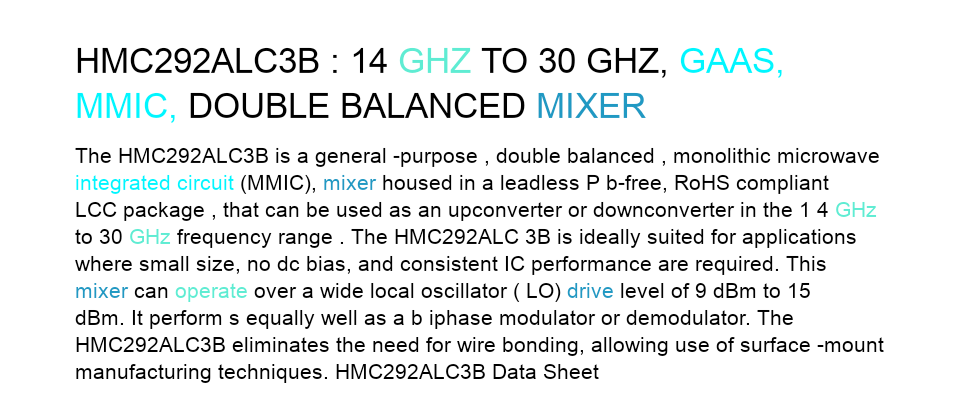 HMC292ALC3B : 14 GHZ TO 30 GHZ, GAAS,
MMIC, DOUBLE BALANCED MIXER
The HMC292ALC3B is a general -purpose , double balanced , monolithic microwave
integrated circuit (MMIC), mixer housed in a leadless P b-free, RoHS compliant
LCC package , that can be used as an upconverter or downconverter in the 1 4 GHz
to 30 GHz frequency range . The HMC292ALC 3B is ideally suited for applications
where small size, no dc bias, and consistent IC performance are required. This
mixer can operate over a wide local oscillator ( LO) drive level of 9 dBm to 15
dBm. It perform s equally well as a b iphase modulator or demodulator. The
HMC292ALC3B eliminates the need for wire bonding, allowing use of surface -mount
manufacturing techniques. HMC292ALC3B Data Sheet